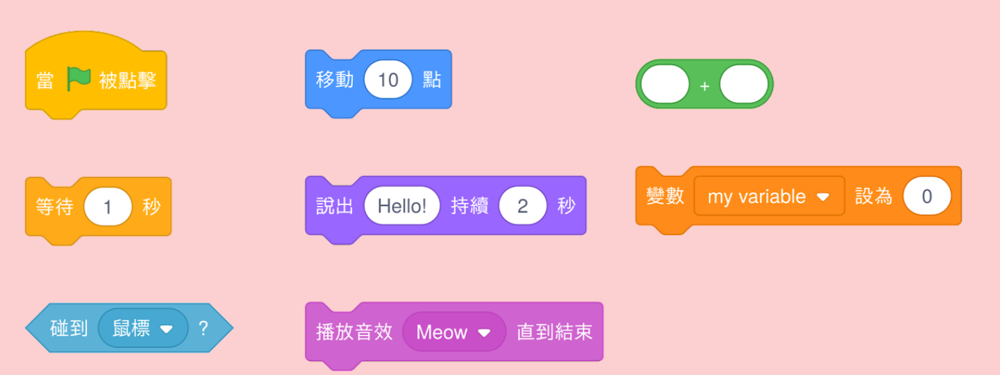 當 被點擊
移動 10 點
+
等待 1 秒
說出 Hello! 持續 2 秒
變數 my variable 設為 0
碰到 鼠標 ?
播放音效 Meow 直到結束